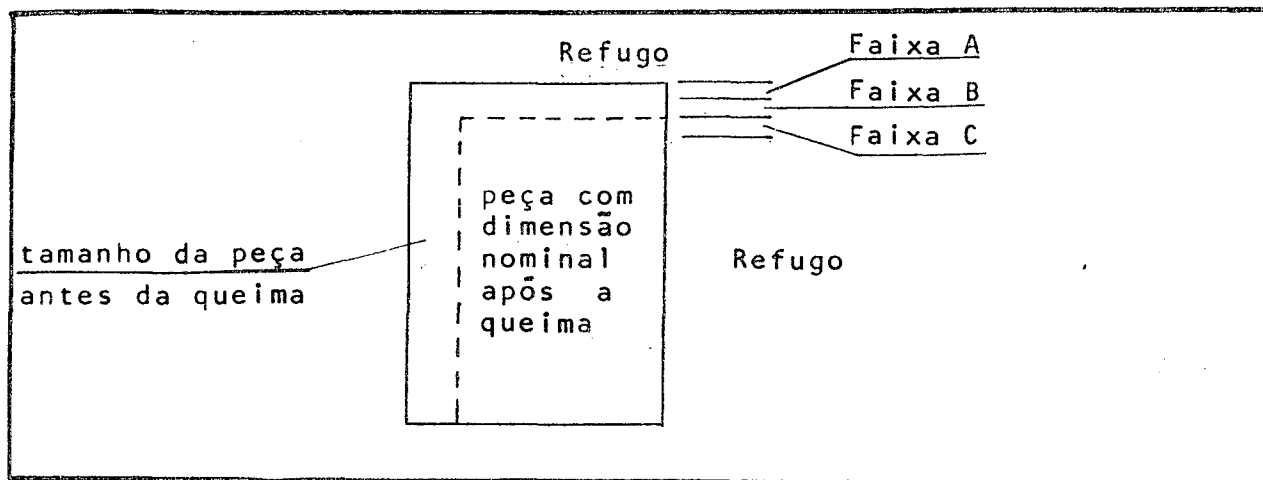 Refugo
Faixa A
Faixa B
Faixa C
peça com
dimensão
nominal
após a
queima
tamanho da peça
antes da queima
Refugo